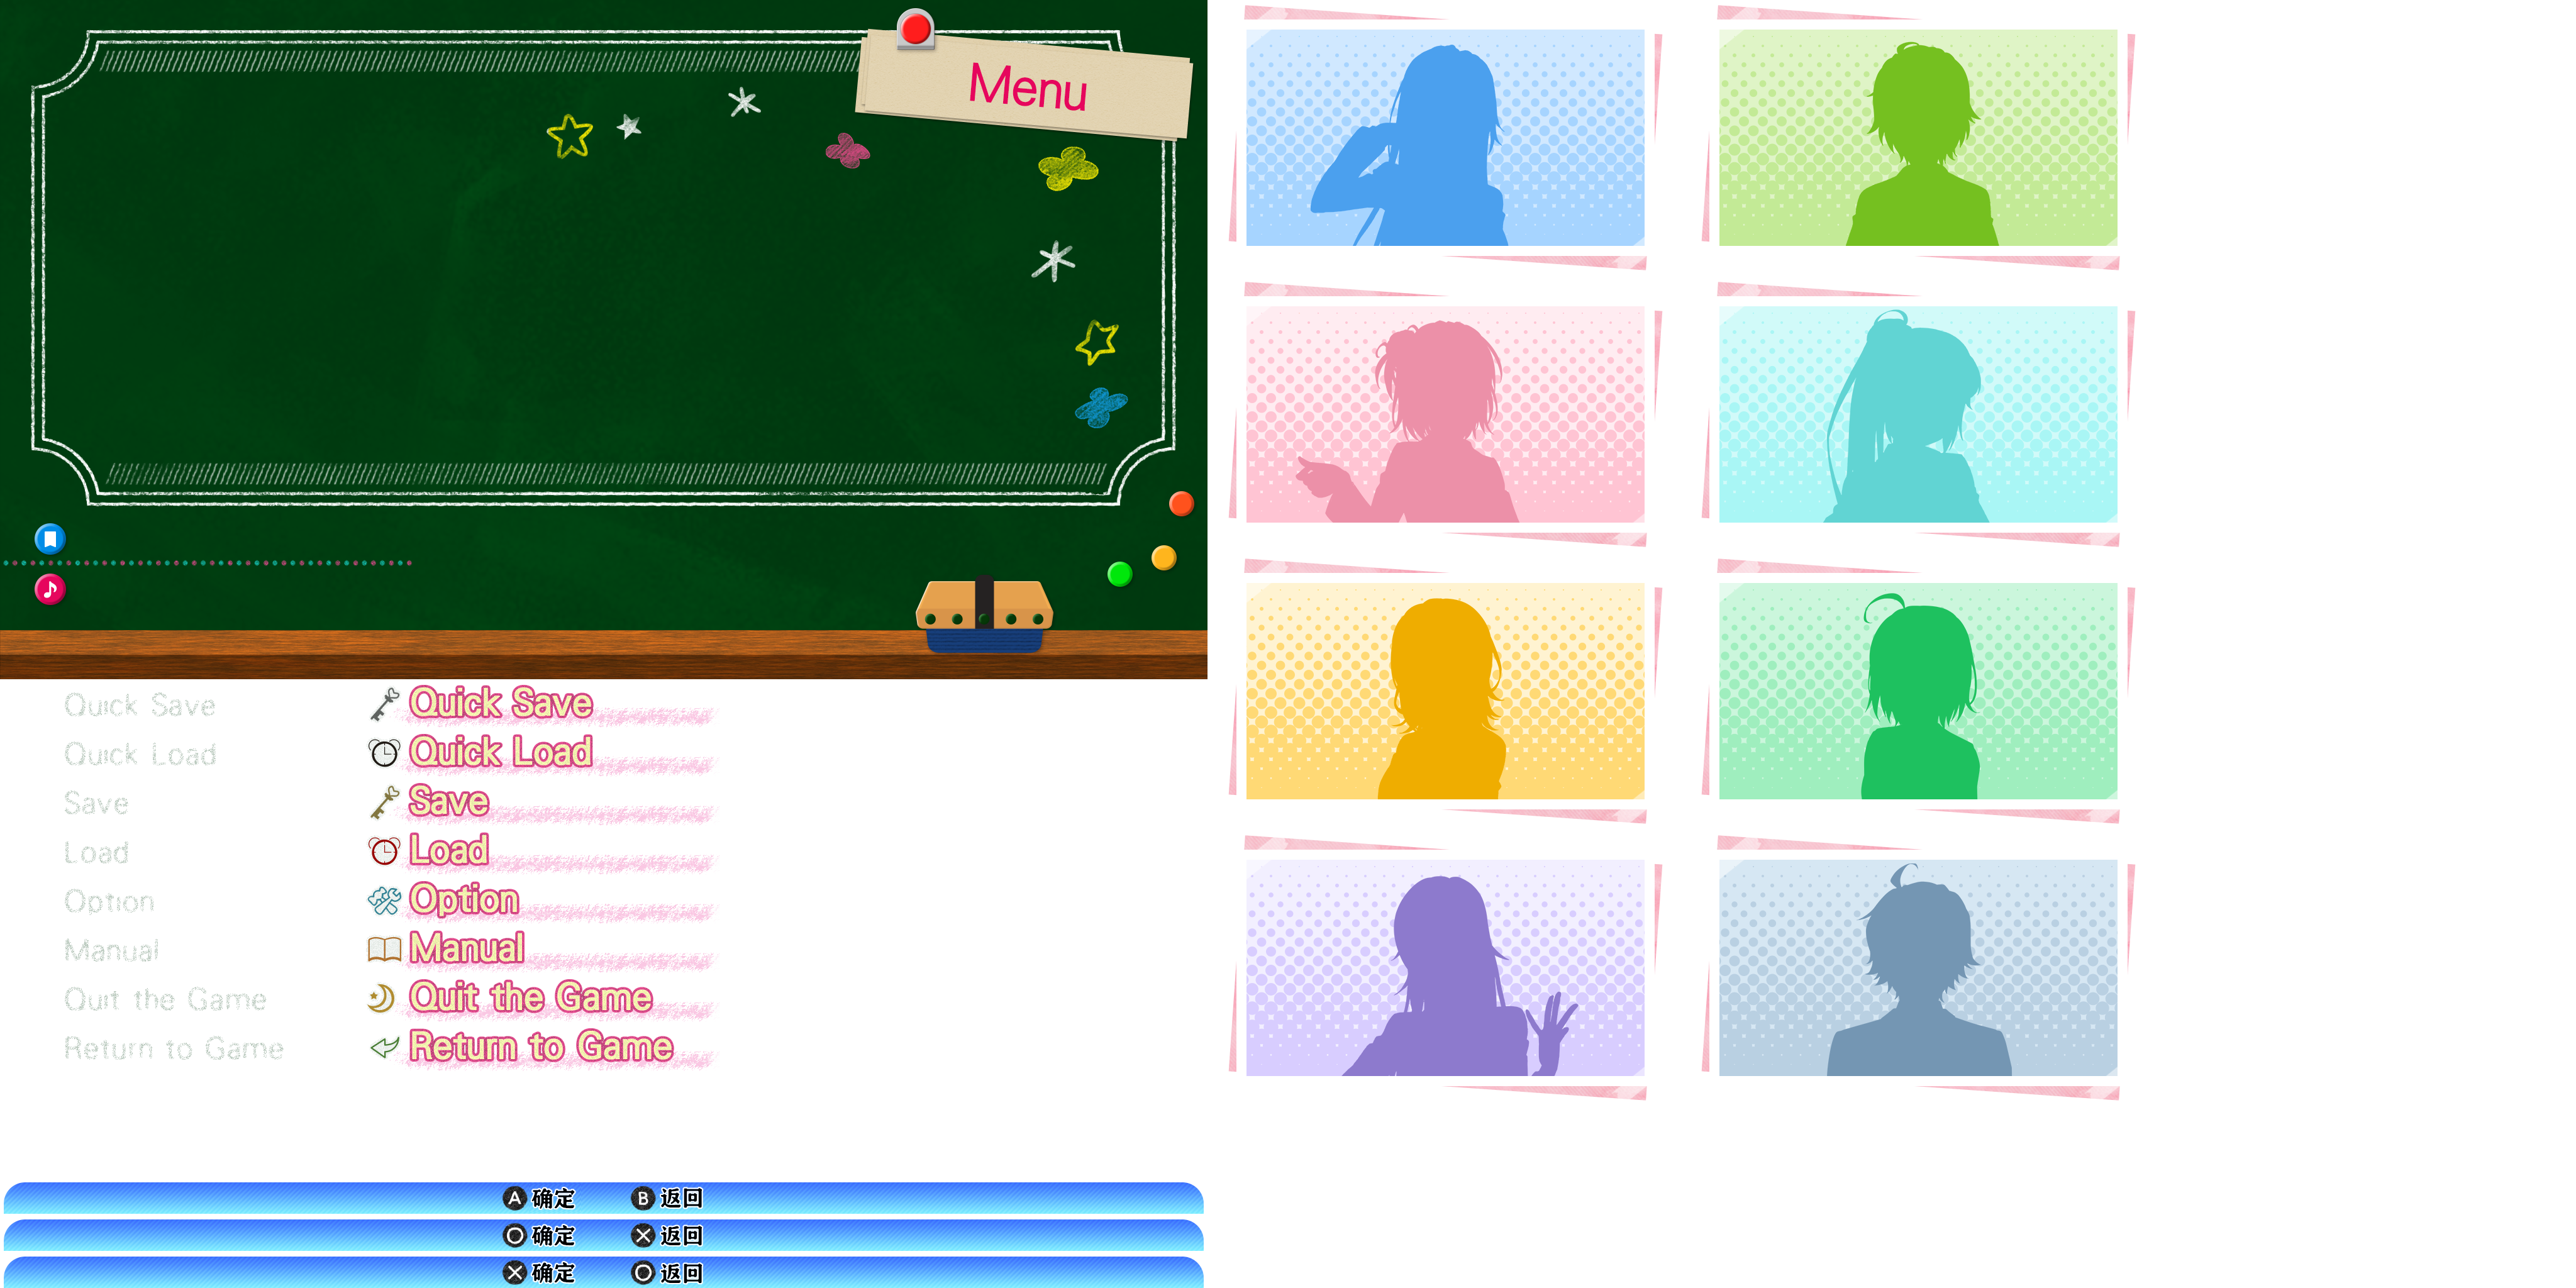 Menu
Quick Save Quick Save
Quick Load Quick Load
Save Save
Load Load
Option Option
Manual Manual
Quit the Game Quit the Game
Return to Game Return to Game
A 确定 B 返回
确定 返回
确定 返回